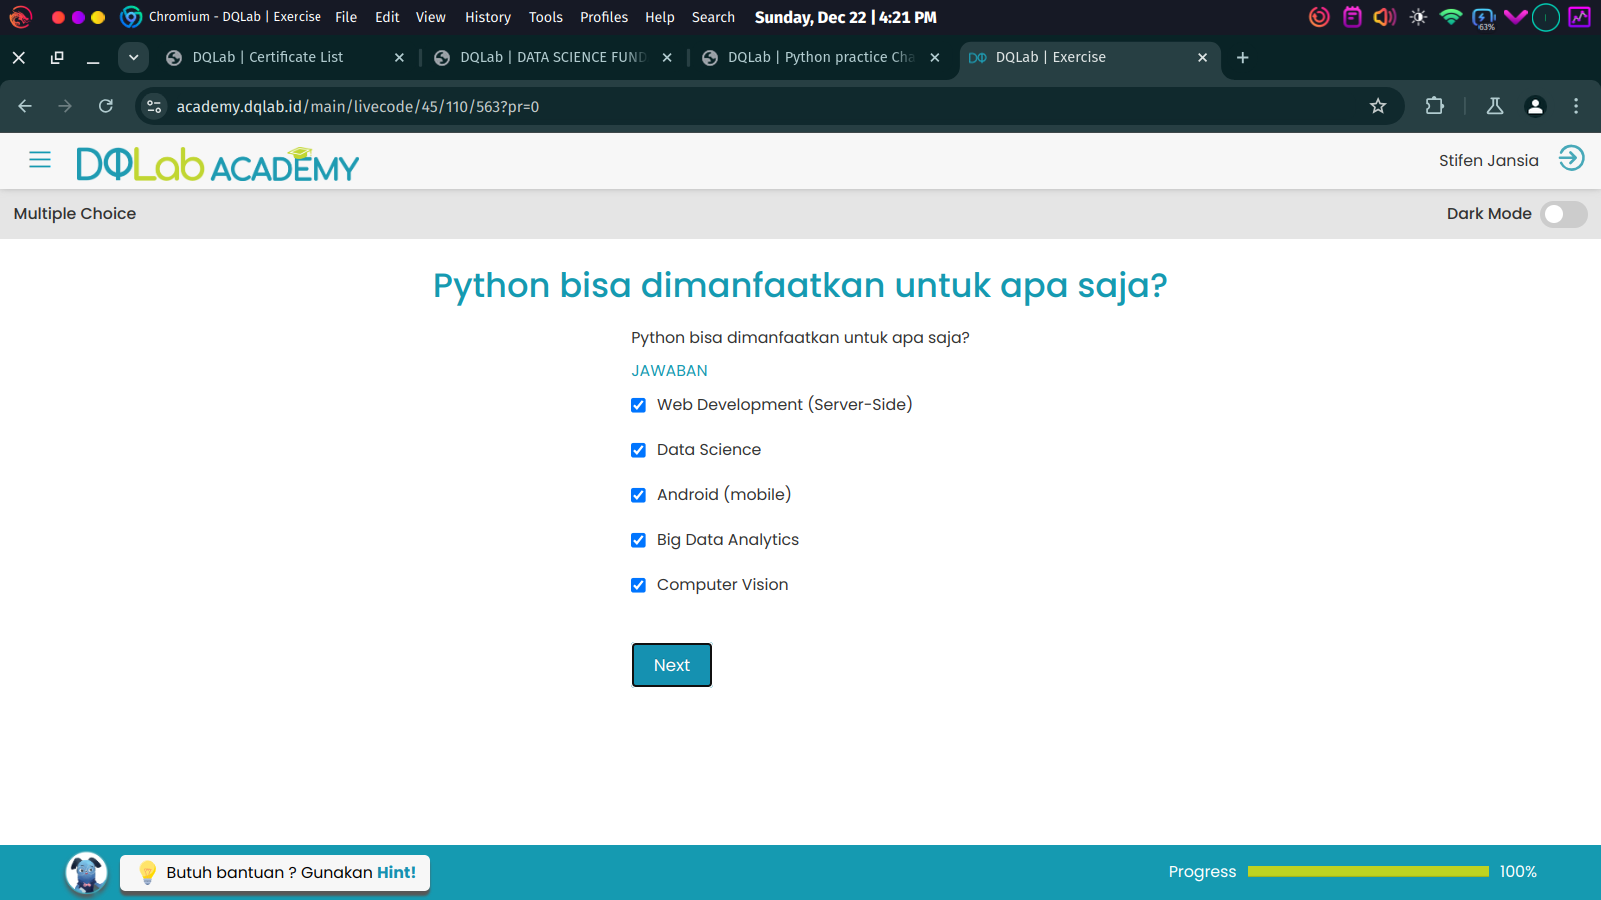 Chromium - DQLab | Exercise File Edit View History Tools Profiles Help Search Sunday, Dec 22 | 4:21 PM 63%
DQLab | Certificate List DQLab | DATA SCIENCE FUND DQLab | Python practice Cha DQLab | Exercise
academy.dqlab.id/main/livecode/45/110/563?pr=0
DQLab ACADEMY Stifen Jansia
Multiple Choice Dark Mode
Python bisa dimanfaatkan untuk apa saja?
Python bisa dimanfaatkan untuk apa saja?
JAWABAN
Web Development (Server-Side)
Data Science
Android (mobile)
Big Data Analytics
Computer Vision
Next
Butuh bantuan ? Gunakan Hint! Progress 100%